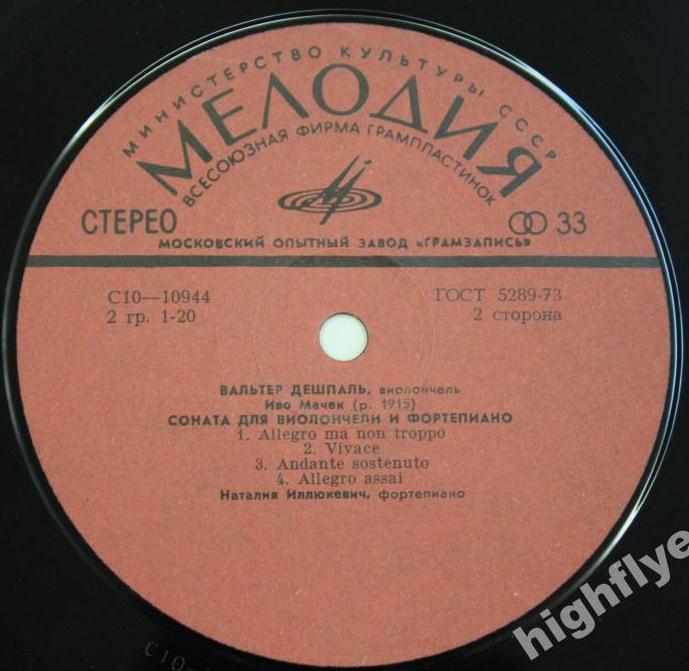 МИНИСТЕРСТВО КУЛЬТУРЫ СССР
МЕЛОДИЯ
ВСЕСОЮЗНАЯ ФИРМА ГРАМПЛАСТИНОК
СТЕРЕО
33
МОСКОВСКИЙ ОПЫТНЫЙ ЗАВОД «ГРАМЗАПИСЬ»
С10—10944
ГОСТ 5289-73
2 гр. 1-20
2 сторона
ВАЛЬТЕР ДЕШПАЛЬ, виолончель
Иво Мачек (р. 1915)
СОНАТА ДЛЯ ВИОЛОНЧЕЛИ И ФОРТЕПИАНО
1. Allegro ma non troppo
2. Vivace
3. Andante sostenuto
4. Allegro assai
Наталия Иллюкевич, фортепиано
highflye
С10-